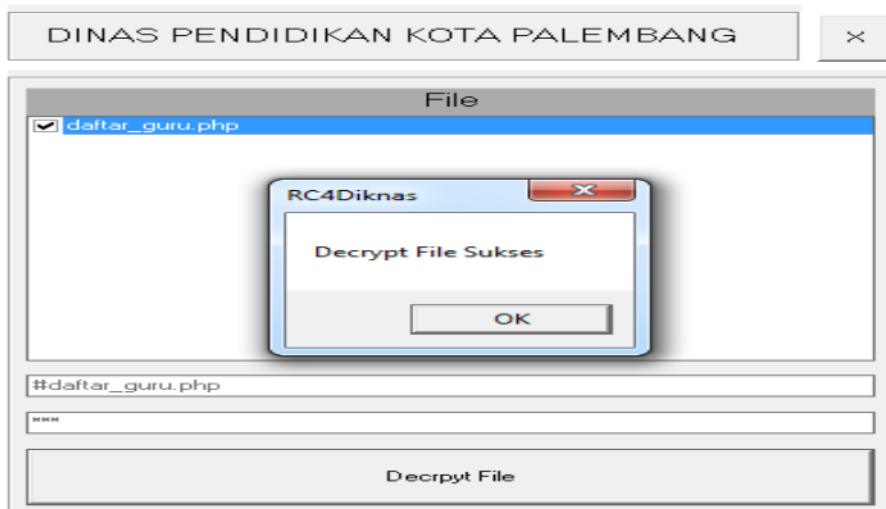 DINAS PENDIDIKAN KOTA PALEMBANG
File
daftar_guru.php
RC4Diknas
Decrypt File Sukses
OK
#daftar_guru.php
***
Decrpyt File